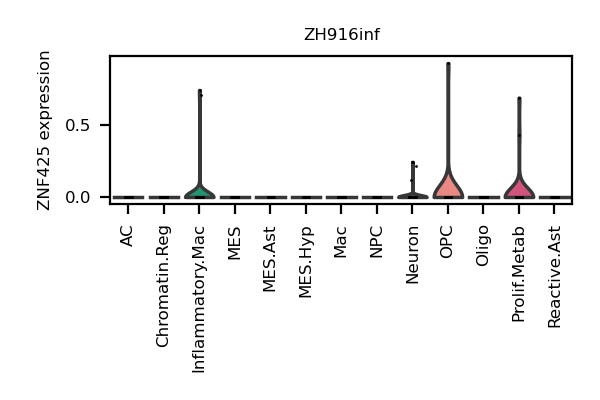 ZH916inf
ZNF425 expression
0.5
0.0
AC
Chromatin.Reg
Inflammatory.Mac
MES
MES.Ast
MES.Hyp
Mac
NPC
Neuron
OPC
Oligo
Prolif.Metab
Reactive.Ast